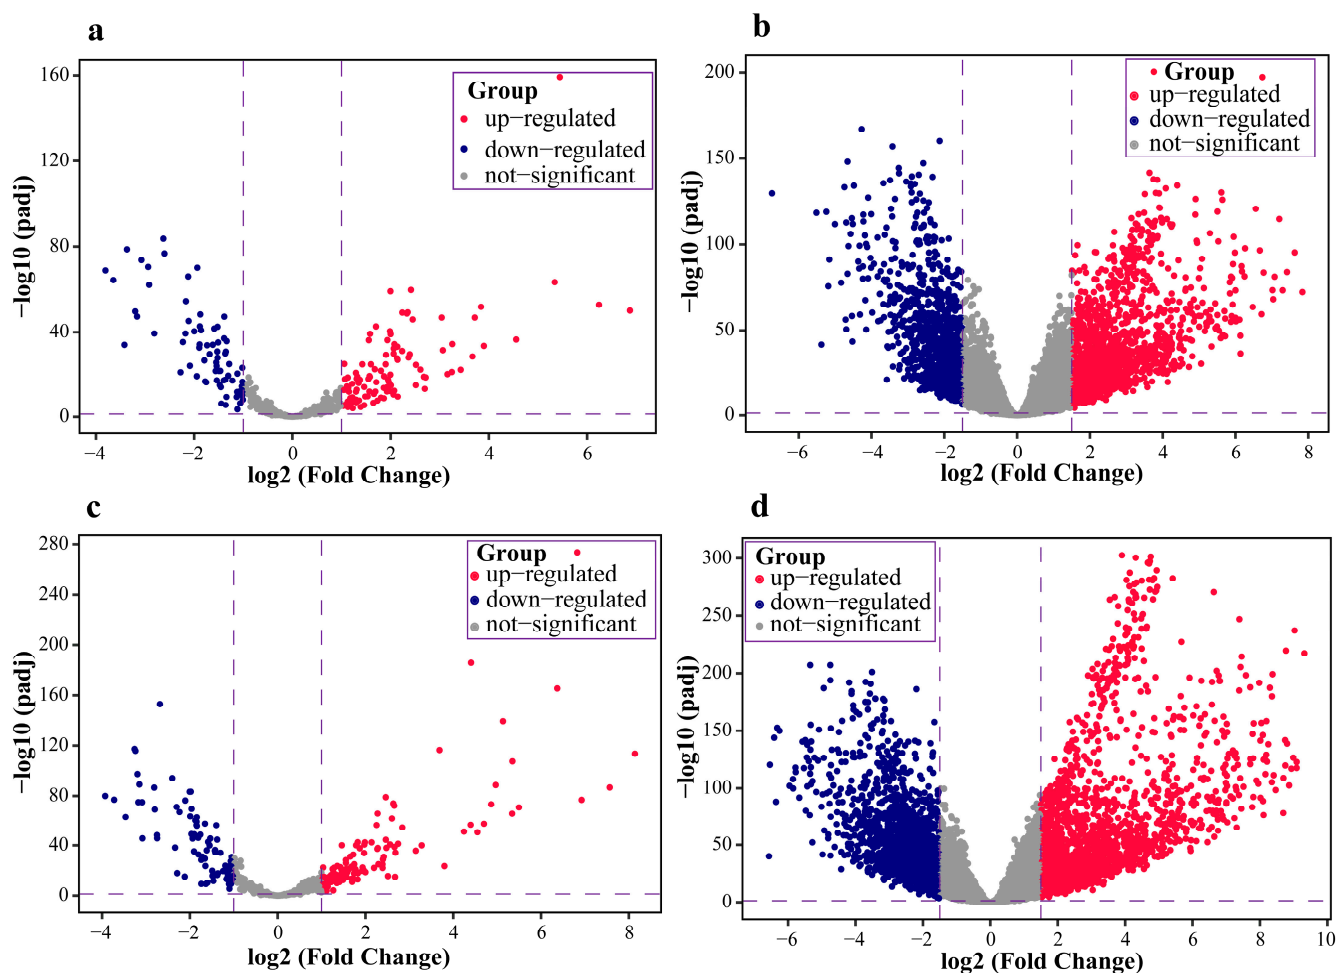 a
−log10 (padj)
160
120
80
40
0
Group
up−regulated
down−regulated
not−significant
−4 −2 0 2 4 6
log2 (Fold Change)
b
−log10 (padj)
200
150
100
50
0
Group
up−regulated
down−regulated
not−significant
−6 −4 −2 0 2 4 6 8
log2 (Fold Change)
c
−log10 (padj)
280
240
200
160
120
80
40
0
Group
up−regulated
down−regulated
not−significant
−4 −2 0 2 4 6 8
log2 (Fold Change)
d
−log10 (padj)
300
250
200
150
100
50
0
Group
up−regulated
down−regulated
not−significant
−6 −4 −2 0 2 4 6 8 10
log2 (Fold Change)